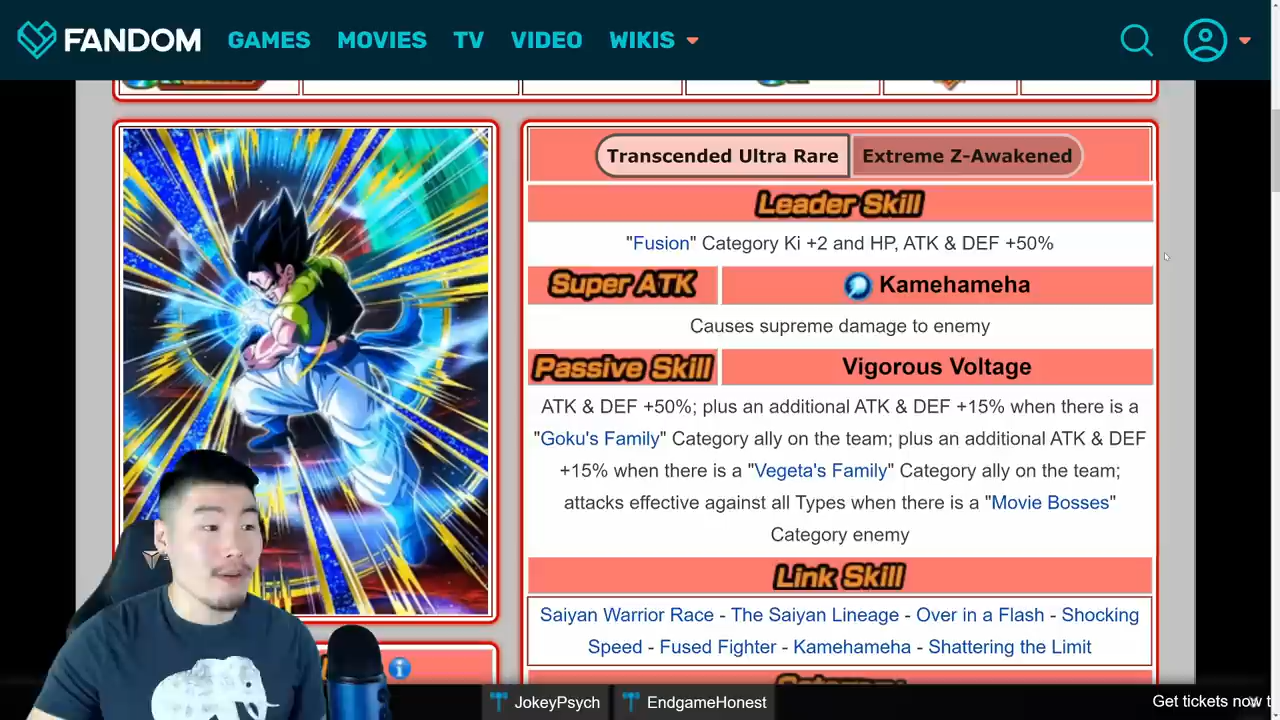 FANDOM GAMES MOVIES TV VIDEO WIKIS
Transcended Ultra Rare Extreme Z-Awakened
Leader Skill
"Fusion" Category Ki +2 and HP, ATK & DEF +50%
Super ATK Kamehameha
Causes supreme damage to enemy
Passive Skill Vigorous Voltage
ATK & DEF +50%; plus an additional ATK & DEF +15% when there is a
"Goku's Family" Category ally on the team; plus an additional ATK & DEF
+15% when there is a "Vegeta's Family" Category ally on the team;
attacks effective against all Types when there is a "Movie Bosses"
Category enemy
Link Skill
Saiyan Warrior Race - The Saiyan Lineage - Over in a Flash - Shocking
Speed - Fused Fighter - Kamehameha - Shattering the Limit
JokeyPsych EndgameHonest Get tickets now